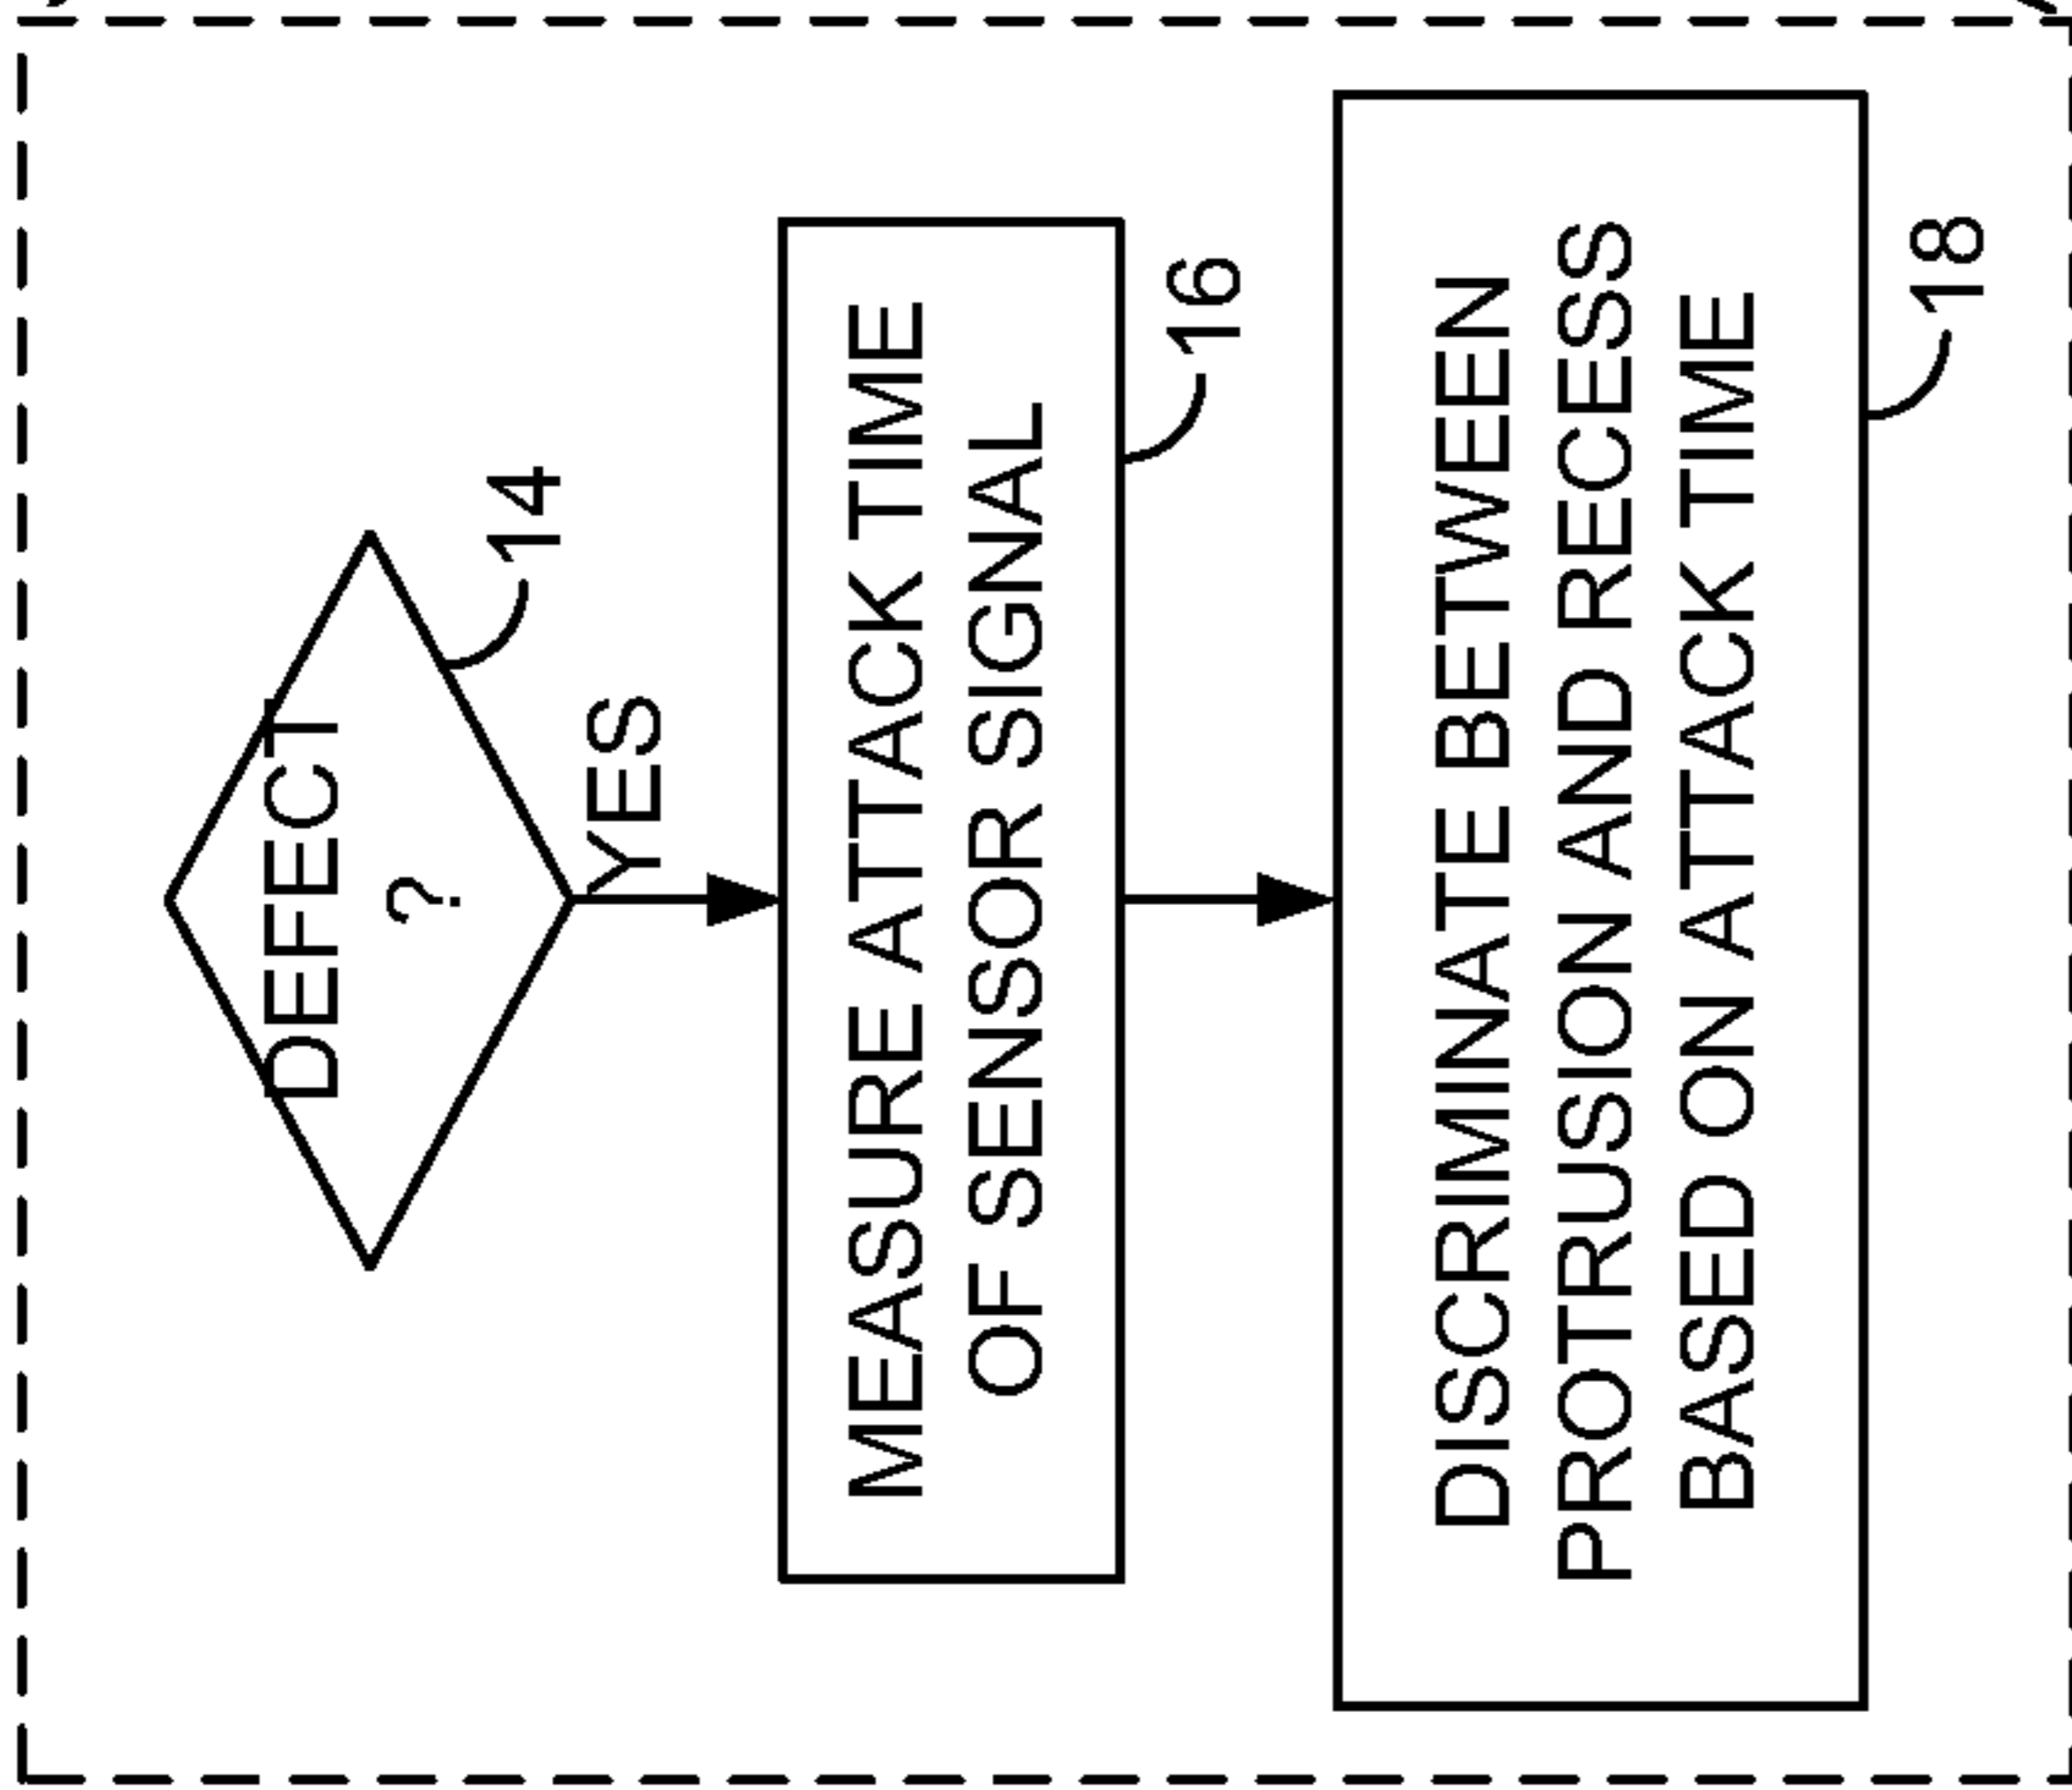 DEFECT
?
14
YES
MEASURE ATTACK TIME
OF SENSOR SIGNAL
16
DISCRIMINATE BETWEEN
PROTRUSION AND RECESS
BASED ON ATTACK TIME
18